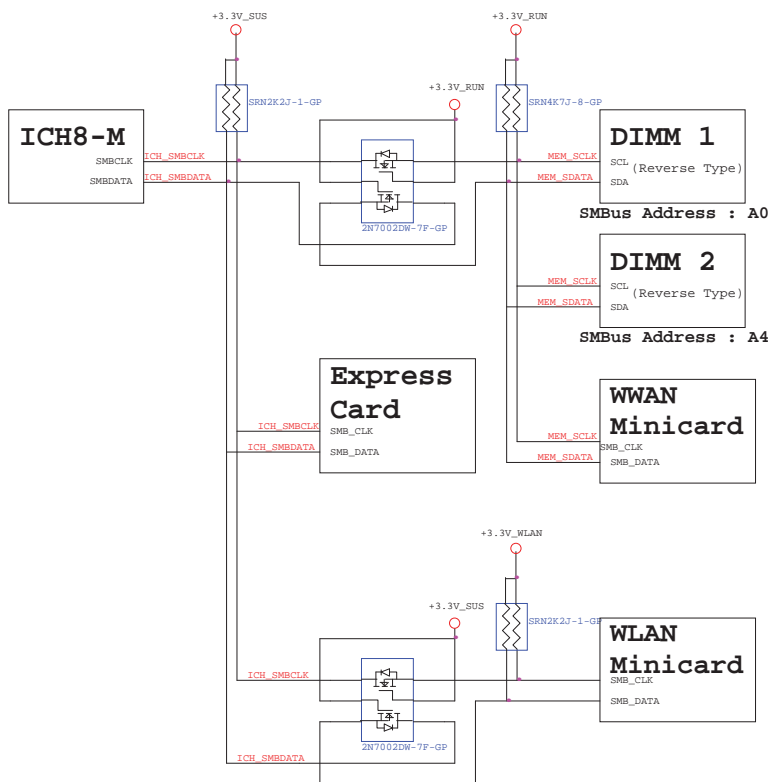 +3.3V_SUS
+3.3V_RUN
+3.3V_RUN
SRN2K2J-1-GP
SRN4K7J-8-GP
ICH8-M
SMBCLK
SMBDATA
ICH_SMBCLK
ICH_SMBDATA
2N7002DW-7F-GP
MEM_SCLK
MEM_SDATA
DIMM 1
SCL
(Reverse Type)
SDA
SMBus Address : A0
MEM_SCLK
MEM_SDATA
DIMM 2
SCL
(Reverse Type)
SDA
SMBus Address : A4
Express
Card
ICH_SMBCLK
SMB_CLK
ICH_SMBDATA
SMB_DATA
WWAN
Minicard
MEM_SCLK
SMB_CLK
MEM_SDATA
SMB_DATA
+3.3V_WLAN
+3.3V_SUS
SRN2K2J-1-GP
WLAN
Minicard
ICH_SMBCLK
SMB_CLK
SMB_DATA
2N7002DW-7F-GP
ICH_SMBDATA